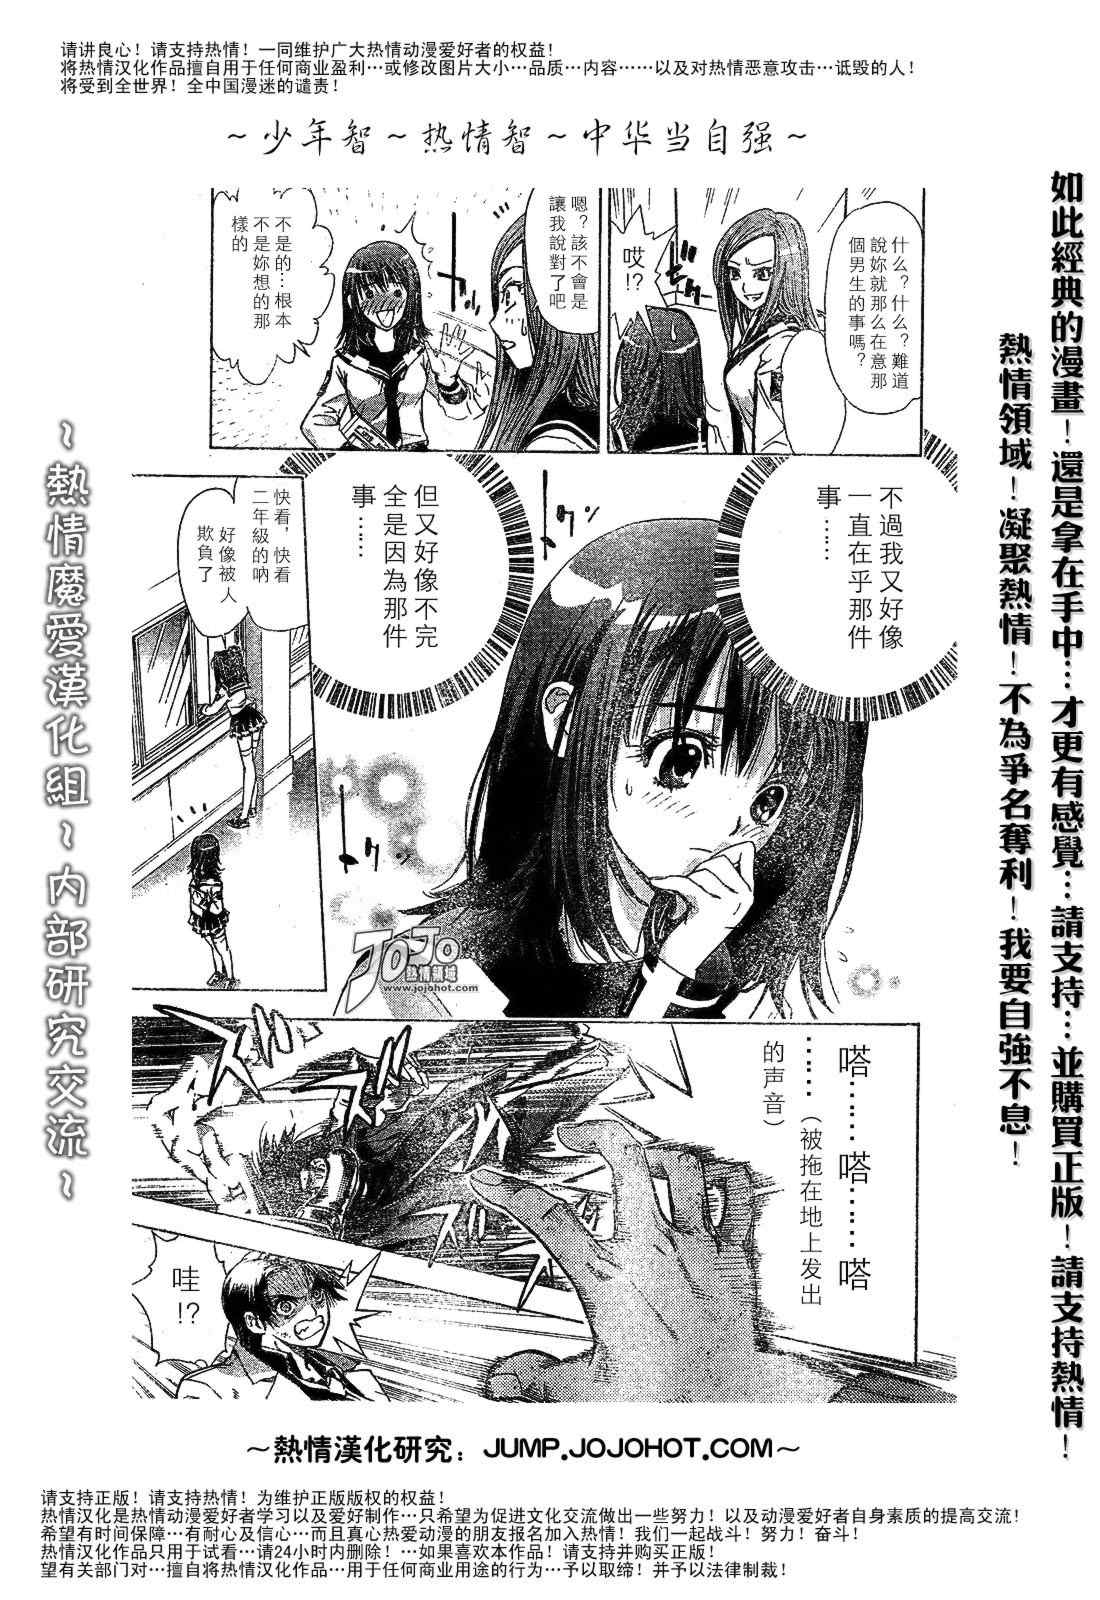 请讲良心！请支持热情！一同维护广大热情动漫爱好者的权益！
将热情汉化作品擅自用于任何商业盈利…或修改图片大小…品质…内容……以及对热情恶意攻击…诋毁的人！
将受到全世界！全中国漫迷的谴责！
～少年智～热情智～中华当自强～
如此經典的漫畫！還是拿在手中…才更有感覺…請支持…並購買正版！請支持熱情！
熱情領域！凝聚熱情！不為爭名奪利！我要自強不息！
什么？什么？難道
說妳就那么在意那
個男生的事嗎？
哎！？
嗯？該不會是
讓我說對了吧
不是的…根本
不是妳想的那
樣的
不過我又好像
一直在乎那件
事……
但又好像不完
全是因為那件
事……
快看，快看
二年級的吶
好像被人
欺負了
JOJO
熱情領域
www.jojohot.com
嗒……嗒……嗒
……（被拖在地上发出
的声音）
哇！？
～熱情魔愛漢化組～内部研究交流～
～熱情漢化研究：JUMP.JOJOHOT.COM～
请支持正版！请支持热情！为维护正版版权的权益！
热情汉化是热情动漫爱好者学习以及爱好制作…只希望为促进文化交流做出一些努力！以及动漫爱好者自身素质的提高交流！
希望有时间保障…有耐心及信心…而且真心热爱动漫的朋友报名加入热情！我们一起战斗！努力！奋斗！
热情汉化作品只用于试看…请24小时内删除！…如果喜欢本作品！请支持并购买正版！
望有关部门对…擅自将热情汉化作品…用于任何商业用途的行为…予以取缔！并予以法律制裁！